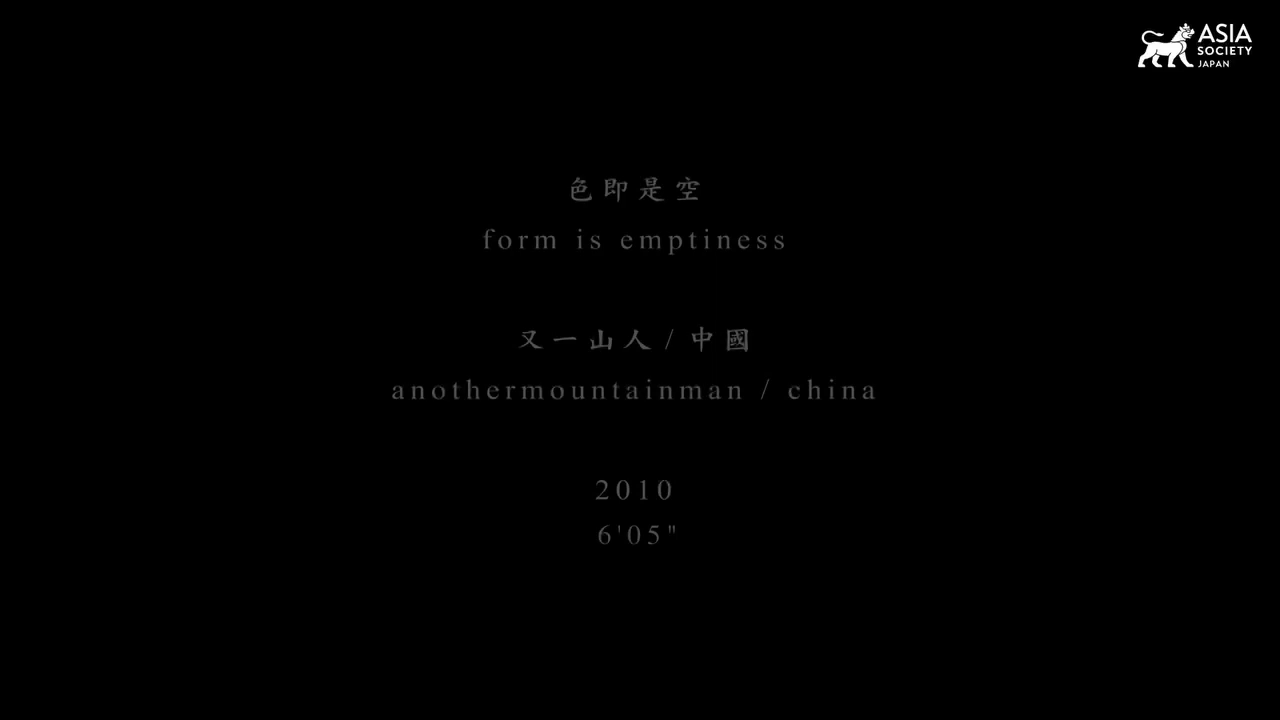 ASIA
SOCIETY
JAPAN
色即是空
form is emptiness
又一山人 / 中國
anothermountainman / china
2010
6'05"